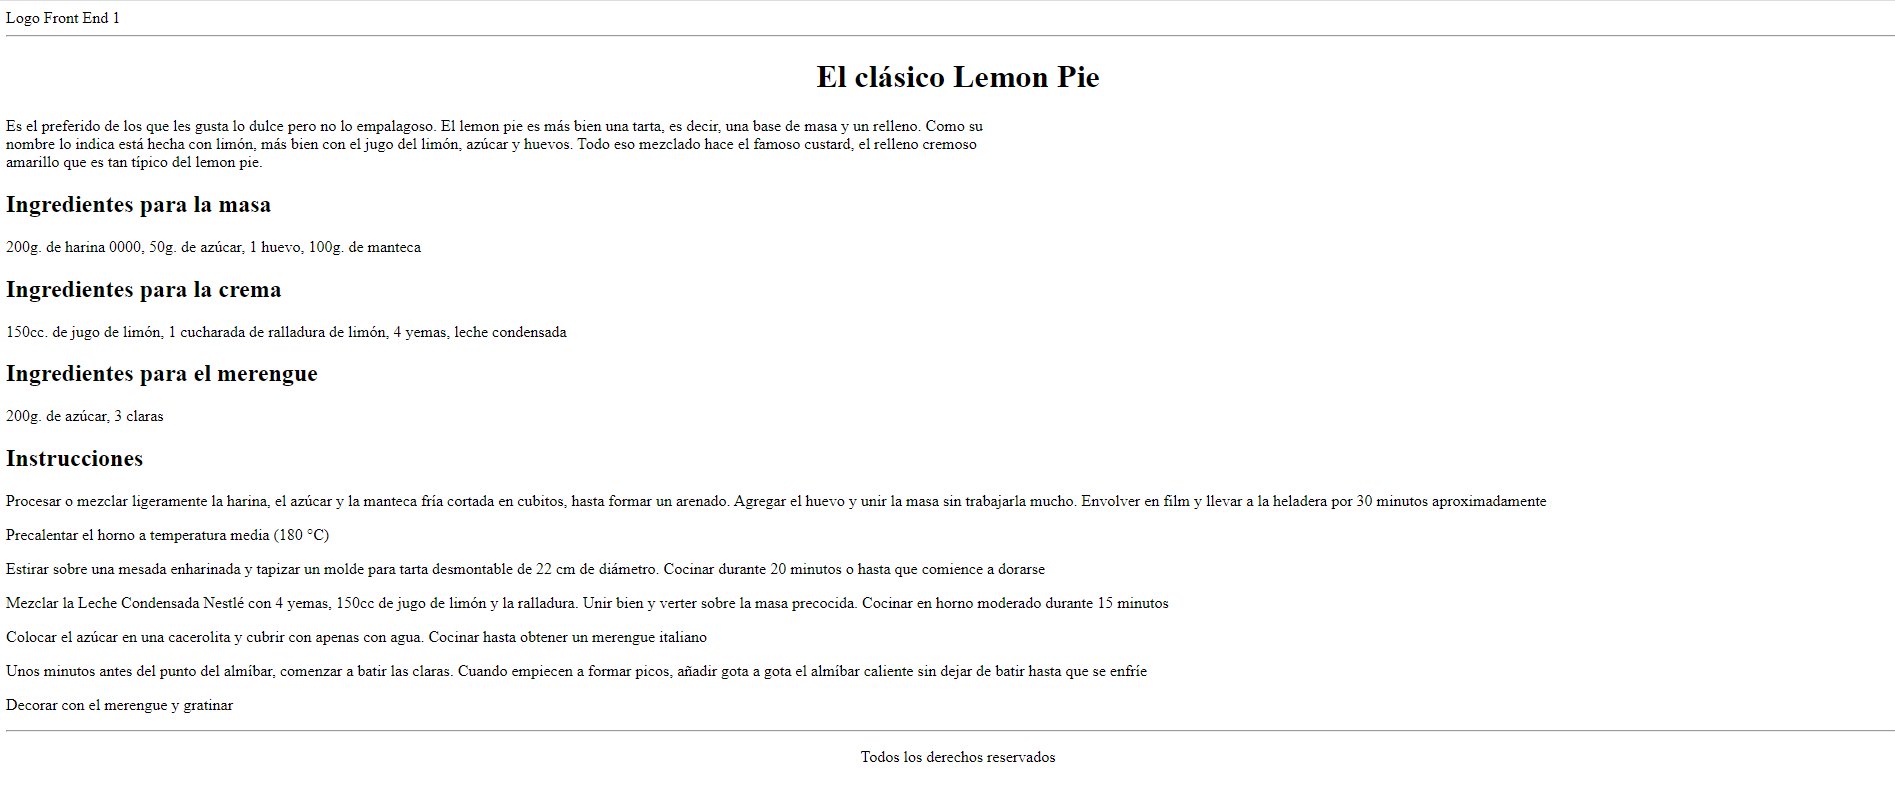 Logo Front End 1
El clásico Lemon Pie
Es el preferido de los que les gusta lo dulce pero no lo empalagoso. El lemon pie es más bien una tarta, es decir, una base de masa y un relleno. Como su
nombre lo indica está hecha con limón, más bien con el jugo del limón, azúcar y huevos. Todo eso mezclado hace el famoso custard, el relleno cremoso
amarillo que es tan típico del lemon pie.
Ingredientes para la masa
200g. de harina 0000, 50g. de azúcar, 1 huevo, 100g. de manteca
Ingredientes para la crema
150cc. de jugo de limón, 1 cucharada de ralladura de limón, 4 yemas, leche condensada
Ingredientes para el merengue
200g. de azúcar, 3 claras
Instrucciones
Procesar o mezclar ligeramente la harina, el azúcar y la manteca fría cortada en cubitos, hasta formar un arenado. Agregar el huevo y unir la masa sin trabajarla mucho. Envolver en film y llevar a la heladera por 30 minutos aproximadamente
Precalentar el horno a temperatura media (180 °C)
Estirar sobre una mesada enharinada y tapizar un molde para tarta desmontable de 22 cm de diámetro. Cocinar durante 20 minutos o hasta que comience a dorarse
Mezclar la Leche Condensada Nestlé con 4 yemas, 150cc de jugo de limón y la ralladura. Unir bien y verter sobre la masa precocida. Cocinar en horno moderado durante 15 minutos
Colocar el azúcar en una cacerolita y cubrir con apenas con agua. Cocinar hasta obtener un merengue italiano
Unos minutos antes del punto del almíbar, comenzar a batir las claras. Cuando empiecen a formar picos, añadir gota a gota el almíbar caliente sin dejar de batir hasta que se enfríe
Decorar con el merengue y gratinar
Todos los derechos reservados